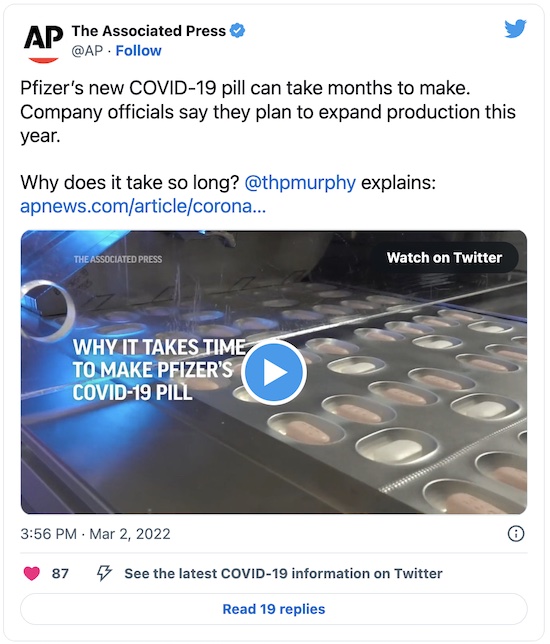 AP The Associated Press
@AP · Follow
Pfizer's new COVID-19 pill can take months to make.
Company officials say they plan to expand production this
year.
Why does it take so long? @thpmurphy explains:
apnews.com/article/corona...
THE ASSOCIATED PRESS
Watch on Twitter
WHY IT TAKES TIME
TO MAKE PFIZER'S
COVID-19 PILL
3:56 PM · Mar 2, 2022
87 See the latest COVID-19 information on Twitter
Read 19 replies